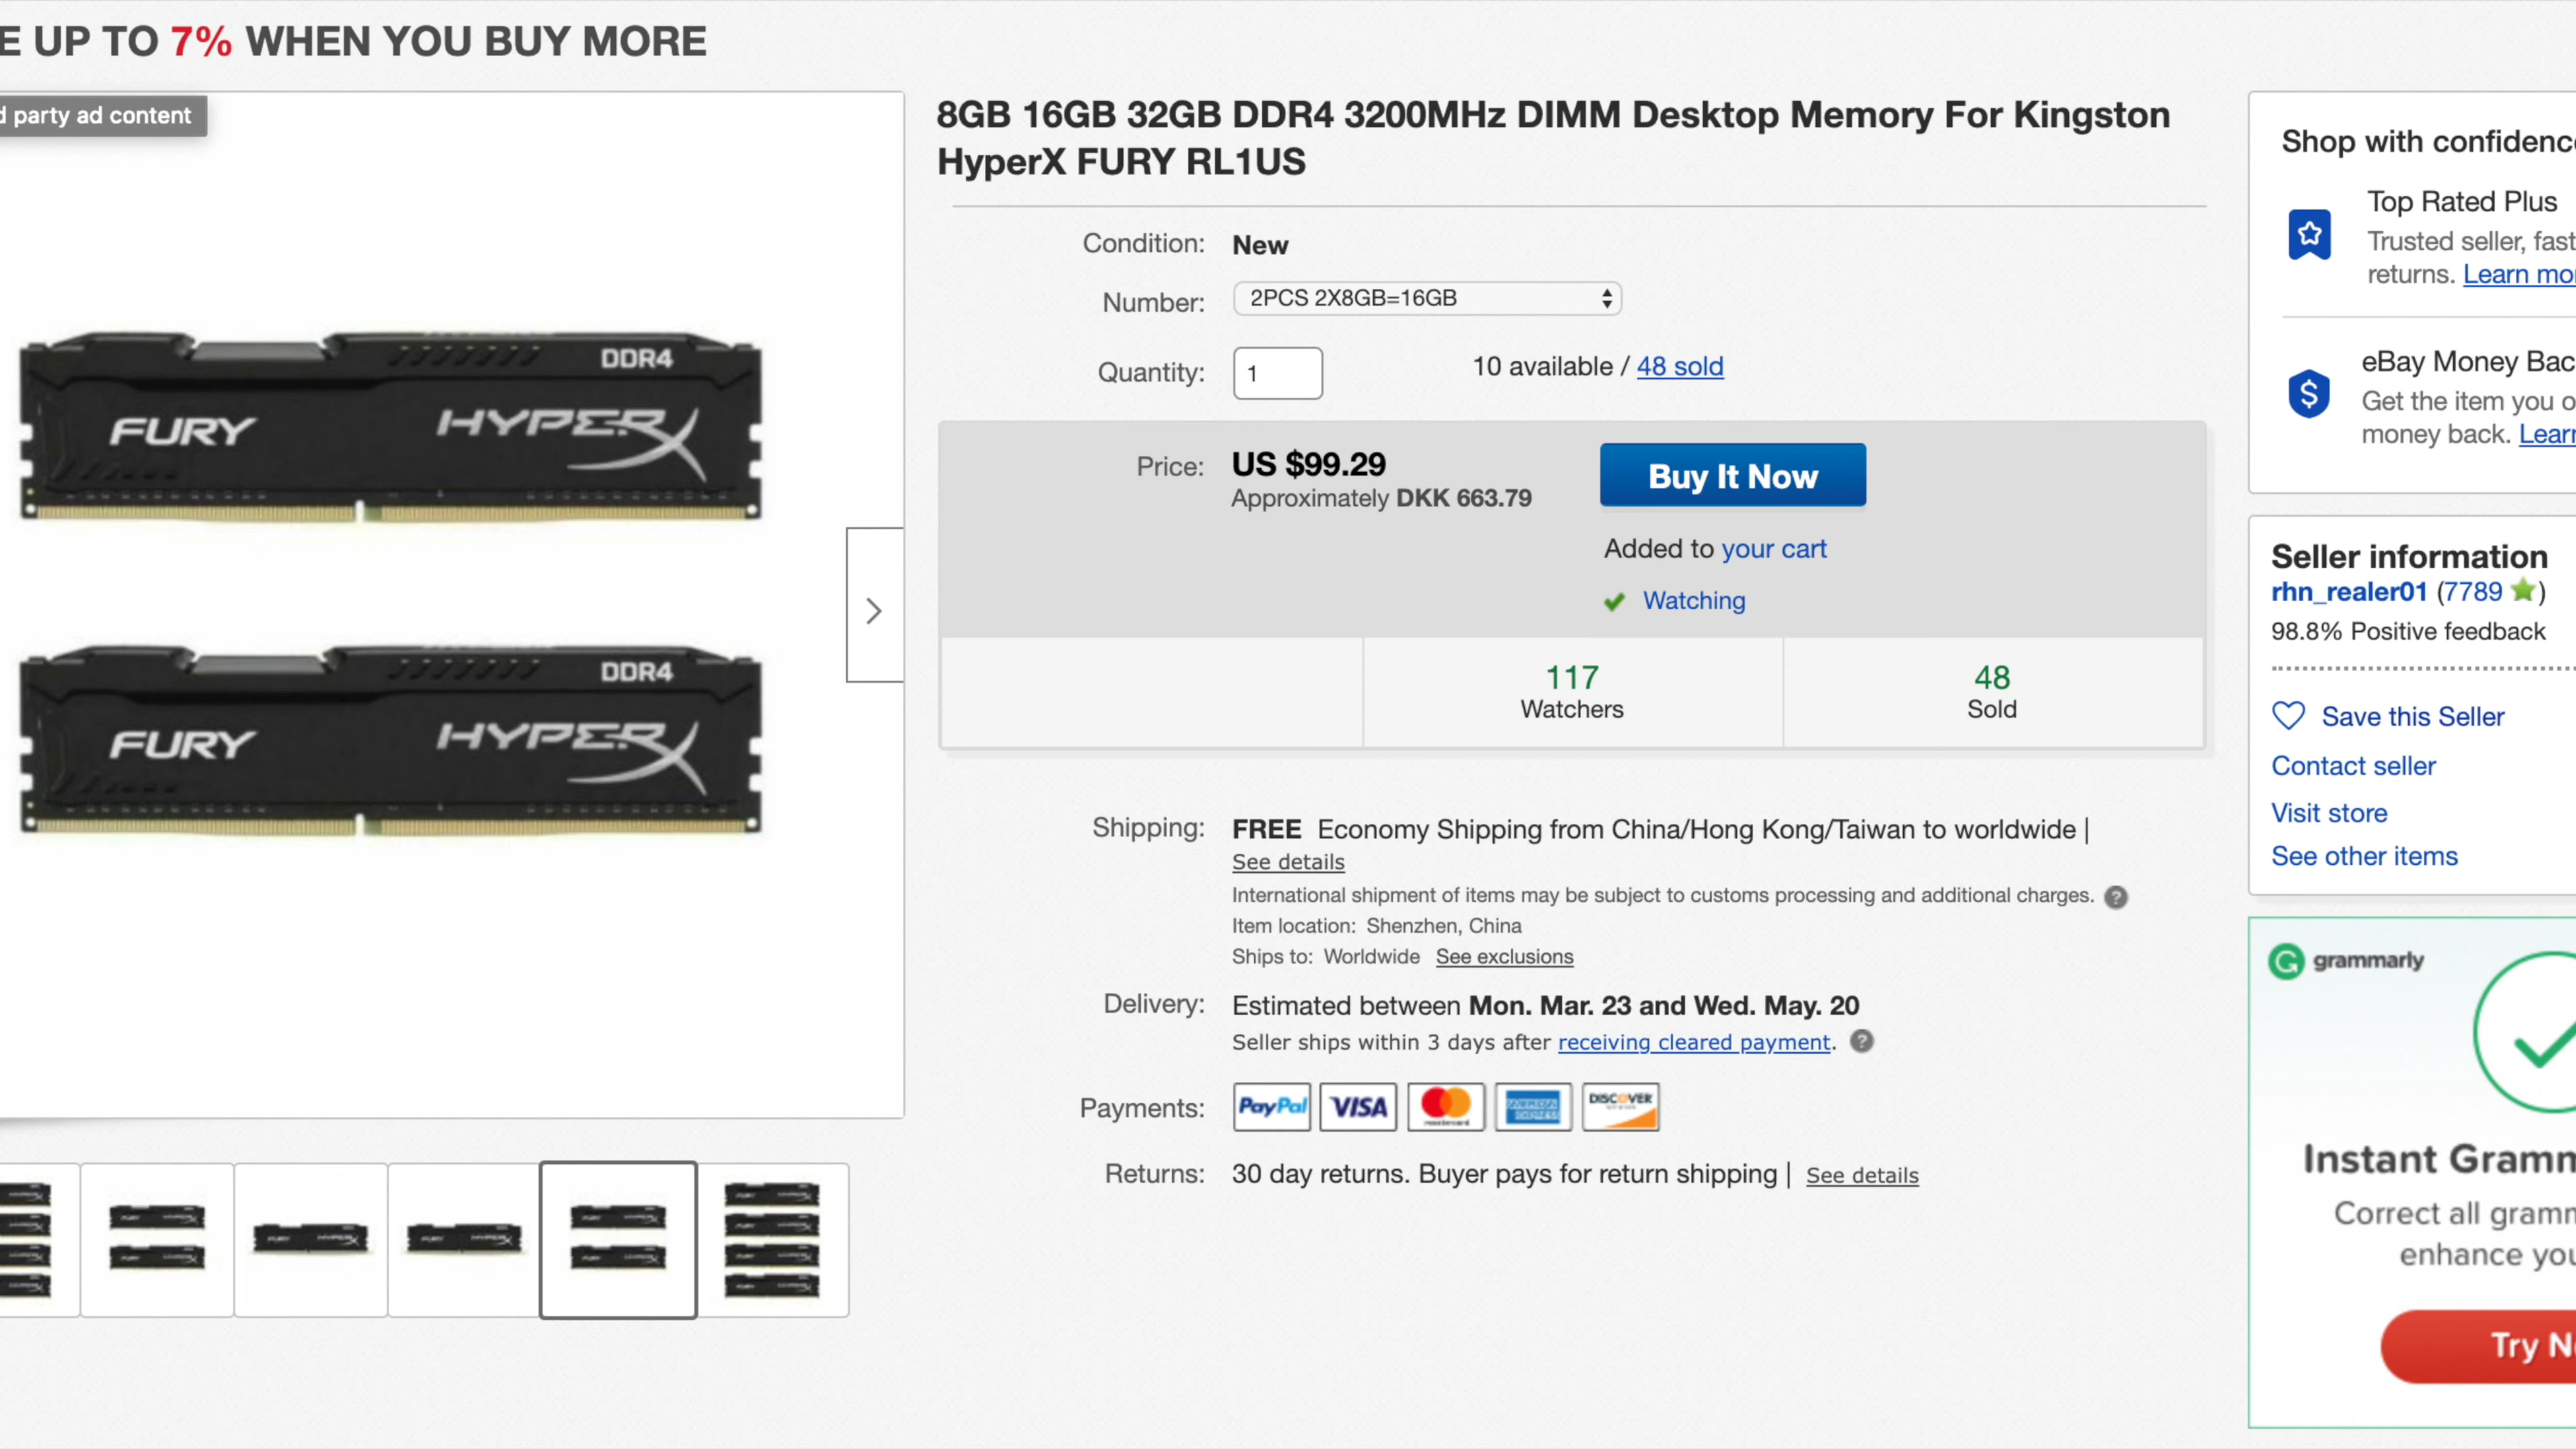 E UP TO 7% WHEN YOU BUY MORE
d party ad content
DDR4
FURY HYPERX
DDR4
FURY HYPERX
8GB 16GB 32GB DDR4 3200MHz DIMM Desktop Memory For Kingston
HyperX FURY RL1US
Condition: New
Number: 2PCS 2X8GB=16GB
Quantity: 1 10 available / 48 sold
Price: US $99.29
Approximately DKK 663.79
Buy It Now
Added to your cart
Watching
117
Watchers
48
Sold
Shipping: FREE Economy Shipping from China/Hong Kong/Taiwan to worldwide |
See details
International shipment of items may be subject to customs processing and additional charges. ?
Item location: Shenzhen, China
Ships to: Worldwide See exclusions
Delivery: Estimated between Mon. Mar. 23 and Wed. May. 20
Seller ships within 3 days after receiving cleared payment. ?
Payments: PayPal VISA mastercard AMERICAN EXPRESS DISCOVER
Returns: 30 day returns. Buyer pays for return shipping | See details
Shop with confidenc
Top Rated Plus
Trusted seller, fast
returns. Learn mo
eBay Money Bac
Get the item you o
money back. Lear
Seller information
rhn_realer01 (7789)
98.8% Positive feedback
Save this Seller
Contact seller
Visit store
See other items
grammarly
Instant Gramm
Correct all gramm
enhance you
Try N